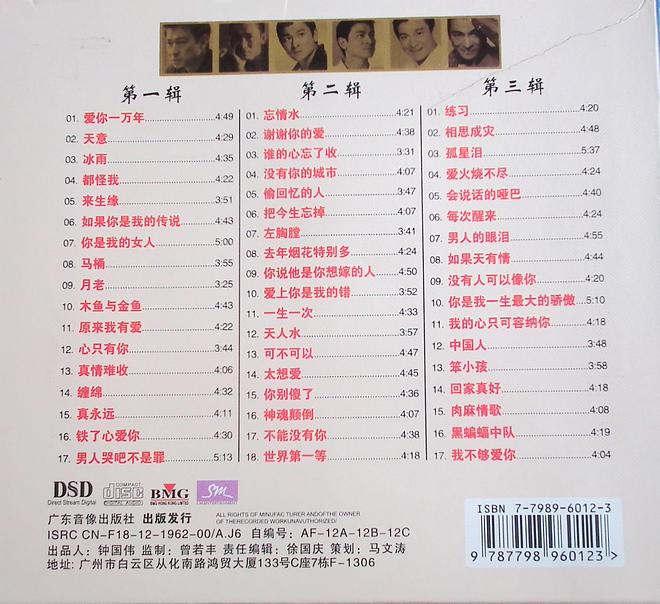 第一辑
01. 爱你一万年 4:49
02. 天意 4:29
03. 冰雨 4:35
04. 都怪我 4:22
05. 来生缘 3:51
06. 如果你是我的传说 4:43
07. 你是我的女人 5:00
08. 马桶 3:55
09. 月老 3:25
10. 木鱼与金鱼 4:43
11. 原来我有爱 4:22
12. 心只有你 3:44
13. 真情难收 4:06
14. 缠绵 4:32
15. 真永远 4:11
16. 铁了心爱你 4:30
17. 男人哭吧不是罪 5:13
第二辑
01. 忘情水 4:21
02. 谢谢你的爱 4:38
03. 谁的心忘了收 3:31
04. 没有你的城市 4:07
05. 偷回忆的人 3:47
06. 把今生忘掉 4:07
07. 左胸膛 3:41
08. 去年烟花特别多 4:24
09. 你说他是你想嫁的人 4:50
10. 爱上你是我的错 3:52
11. 一生一次 4:33
12. 天人水 3:57
13. 可不可以 4:47
14. 太想爱 4:45
15. 你别傻了 4:36
16. 神魂颠倒 4:07
17. 不能没有你 4:38
18. 世界第一等 4:18
第三辑
01. 练习 4:20
02. 相思成灾 4:48
03. 孤星泪 5:37
04. 爱火烧不尽 4:24
05. 会说话的哑巴 4:40
06. 每次醒来 4:24
07. 男人的眼泪 4:55
08. 如果天有情 4:44
09. 没有人可以像你 4:20
10. 你是我一生最大的骄傲 5:10
11. 我的心只可容纳你 4:18
12. 中国人 3:48
13. 笨小孩 3:58
14. 回家真好 4:18
15. 肉麻情歌 4:08
16. 黑蝙蝠中队 4:19
17. 我不够爱你 4:04
DSD
Direct Stream Digital
COMPACT
disc
DIGITAL AUDIO
BMG
BMG HONG KONG LIMITED
SM
ENTERTAINMENT
广东音像出版社 出版发行
ALL RIGHTS OF MINUFAC TURER ANDOFTHE OWNER
OF THERECORDED WORKUNAVUTHORIZED/
ISRC CN-F18-12-1962-00/A.J6 自编号: AF-12A-12B-12C
出品人: 钟国伟 监制: 曾若丰 责任编辑: 徐国庆 策划: 马文涛
地址: 广州市白云区从化南路鸿贸大厦133号C座7栋F-1306
ISBN 7-7989-6012-3
9 787798 960123 >